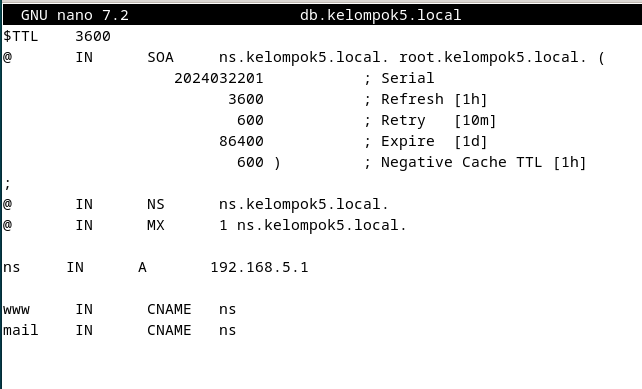 GNU nano 7.2 db.kelompok5.local
$TTL 3600
@ IN SOA ns.kelompok5.local. root.kelompok5.local. (
2024032201 ; Serial
3600 ; Refresh [1h]
600 ; Retry [10m]
86400 ; Expire [1d]
600 ) ; Negative Cache TTL [1h]
;
@ IN NS ns.kelompok5.local.
@ IN MX 1 ns.kelompok5.local.
ns IN A 192.168.5.1
www IN CNAME ns
mail IN CNAME ns